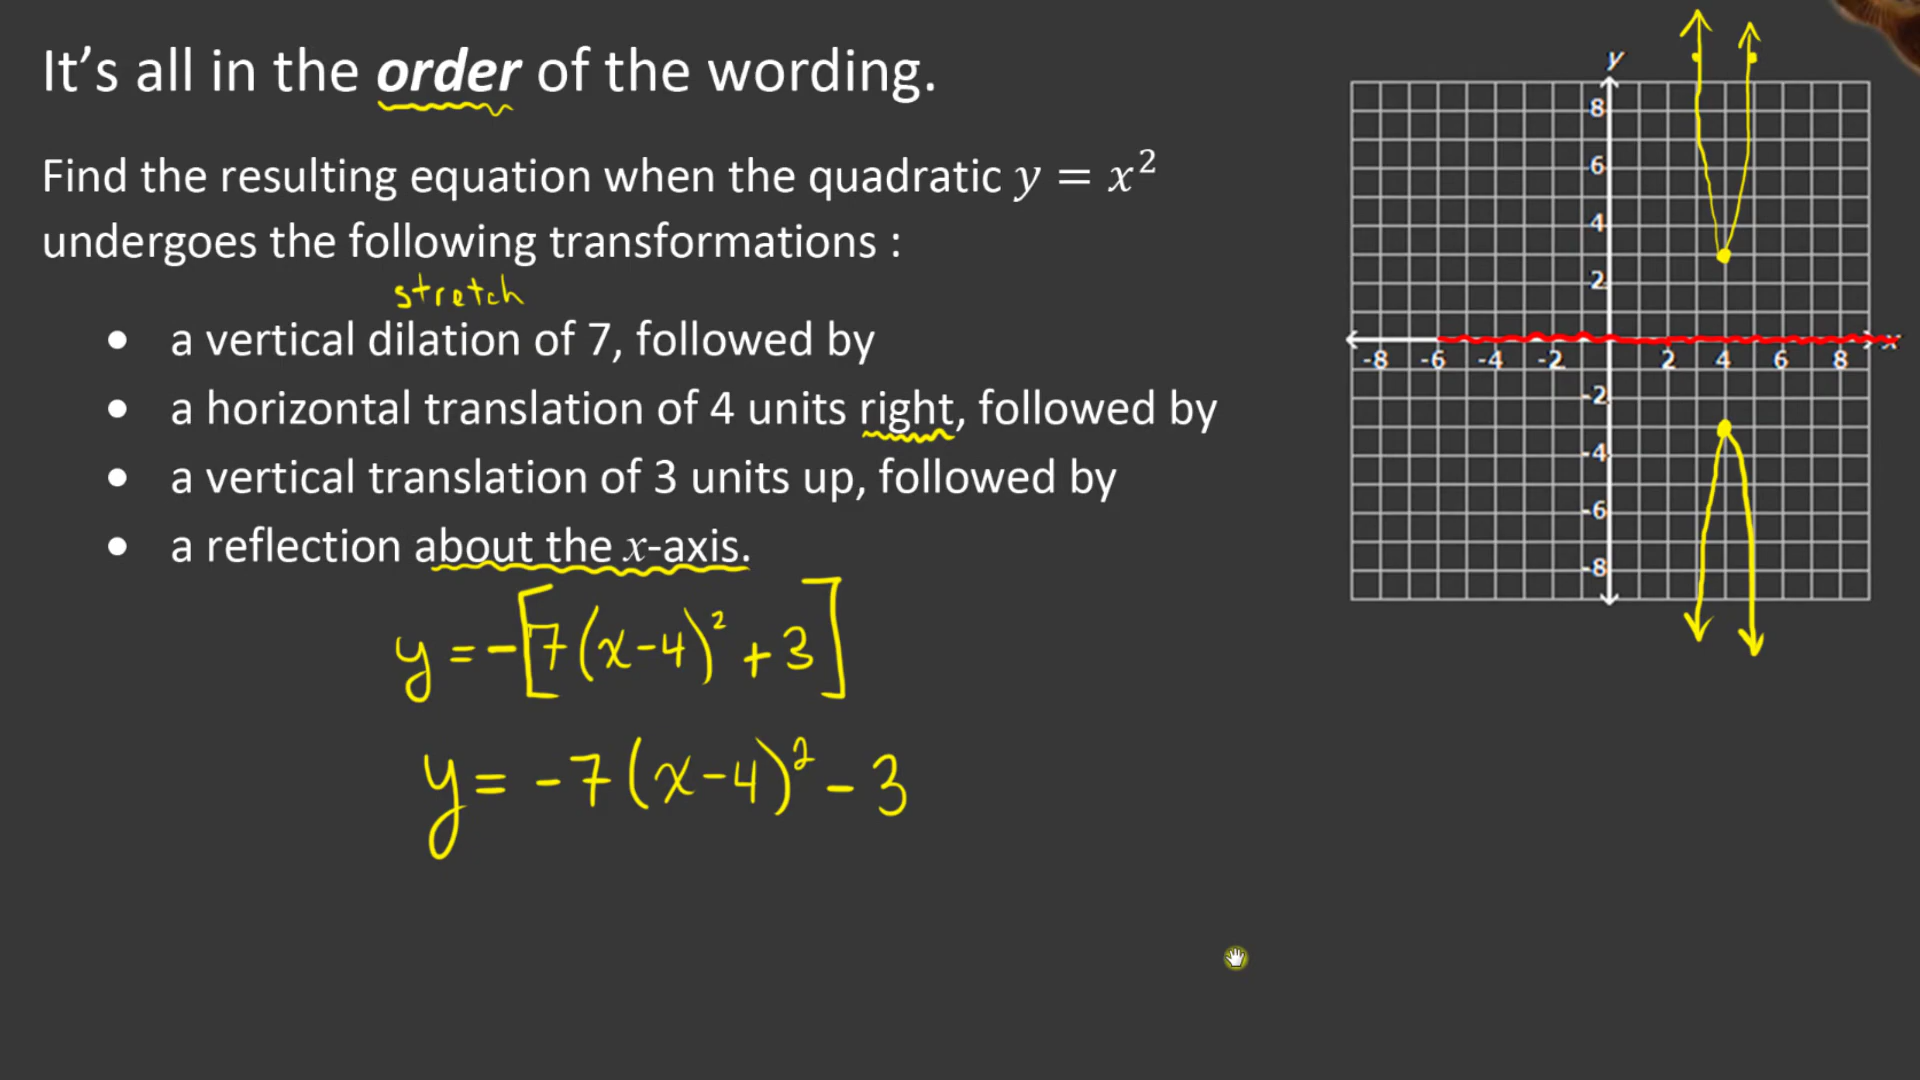 It's all in the order of the wording.
Find the resulting equation when the quadratic y = x²
undergoes the following transformations :
stretch
• a vertical dilation of 7, followed by
• a horizontal translation of 4 units right, followed by
• a vertical translation of 3 units up, followed by
• a reflection about the x-axis.
y = -[7(x-4)² + 3]
y = -7(x-4)² - 3
y
8
6
4
2
-8 -6 -4 -2 2 4 6 8 x
-2
-4
-6
-8